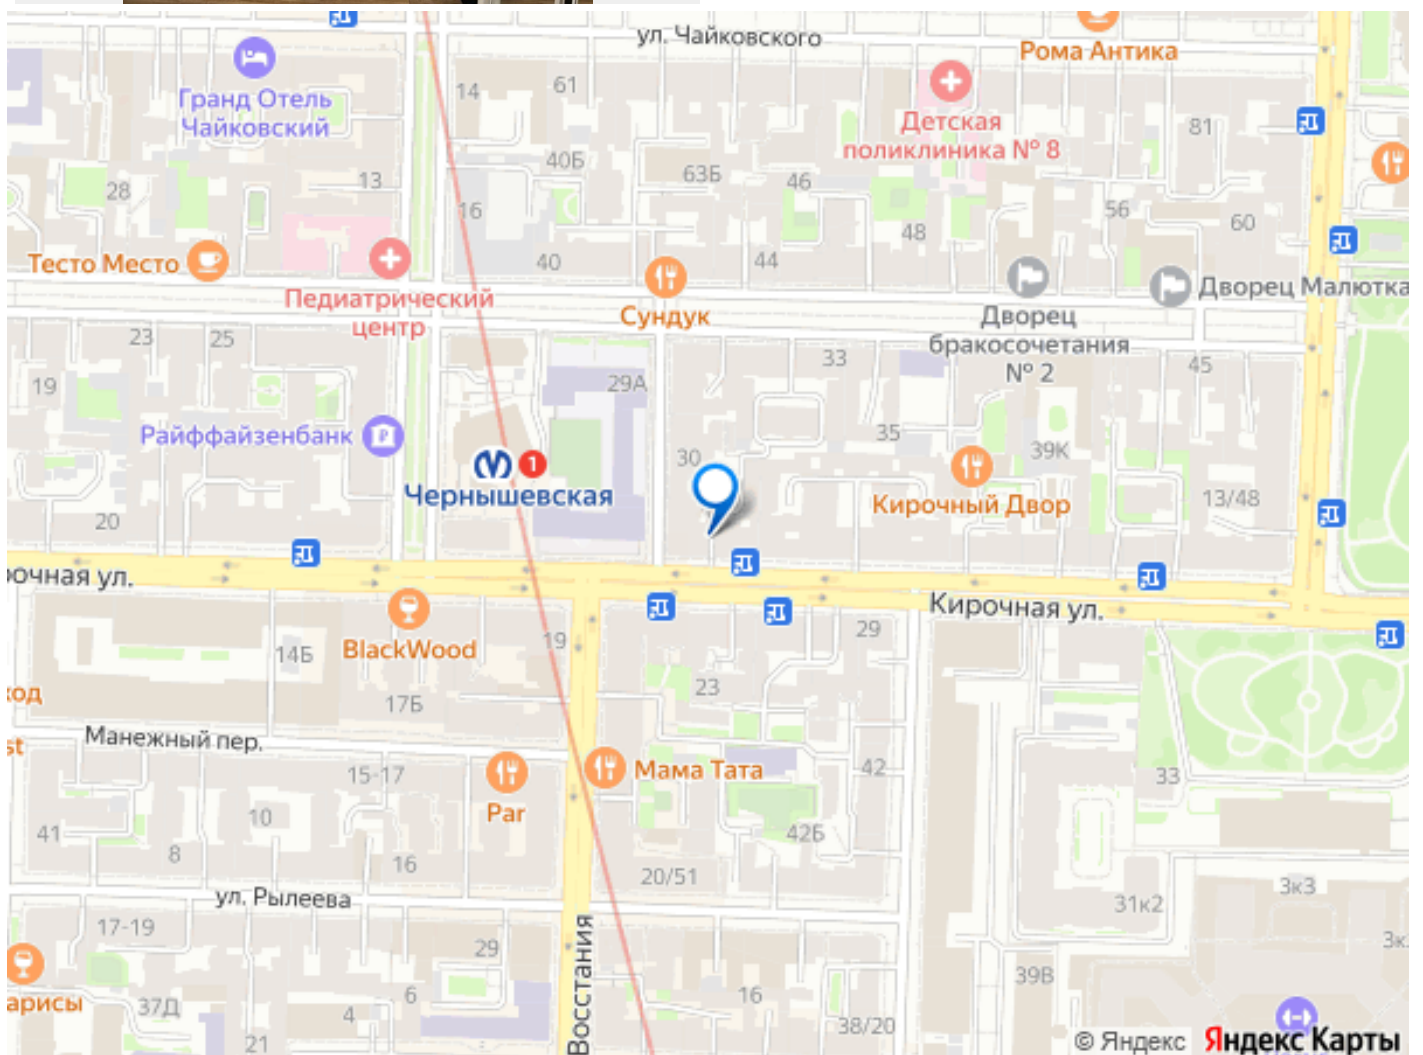 ул. Чайковского
Рома Антика
Гранд Отель
Чайковский
14
61
Детская
поликлиника № 8
81
40Б
63Б
46
13
28
16
56
60
48
Тесто Место
40
44
Педиатрический
центр
Сундук
Дворец
бракосочетания
№ 2
Дворец Малютка
23
25
33
45
19
29А
Райффайзенбанк
35
39К
30
1
Чернышевская
Кирочный Двор
13/48
20
рочная ул.
Кирочная ул.
BlackWood
19
29
14Б
23
17Б
ход
st
Манежный пер.
15-17
Мама Тата
42
33
Par
10
41
42Б
8
16
20/51
ул. Рылеева
31к2
3к3
17-19
29
Восстания
3к.
39В
арисы
37Д
6
4
16
38/20
21
© Яндекс
Яндекс Карты